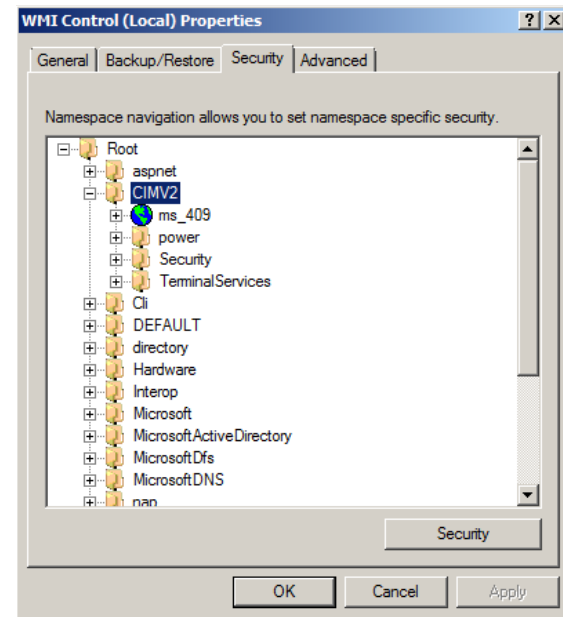 WMI Control (Local) Properties
General Backup/Restore Security Advanced
Namespace navigation allows you to set namespace specific security.
Root
aspnet
CIMV2
ms_409
power
Security
TerminalServices
Cli
DEFAULT
directory
Hardware
Interop
Microsoft
MicrosoftActiveDirectory
MicrosoftDfs
MicrosoftDNS
nap
Security
OK Cancel Apply